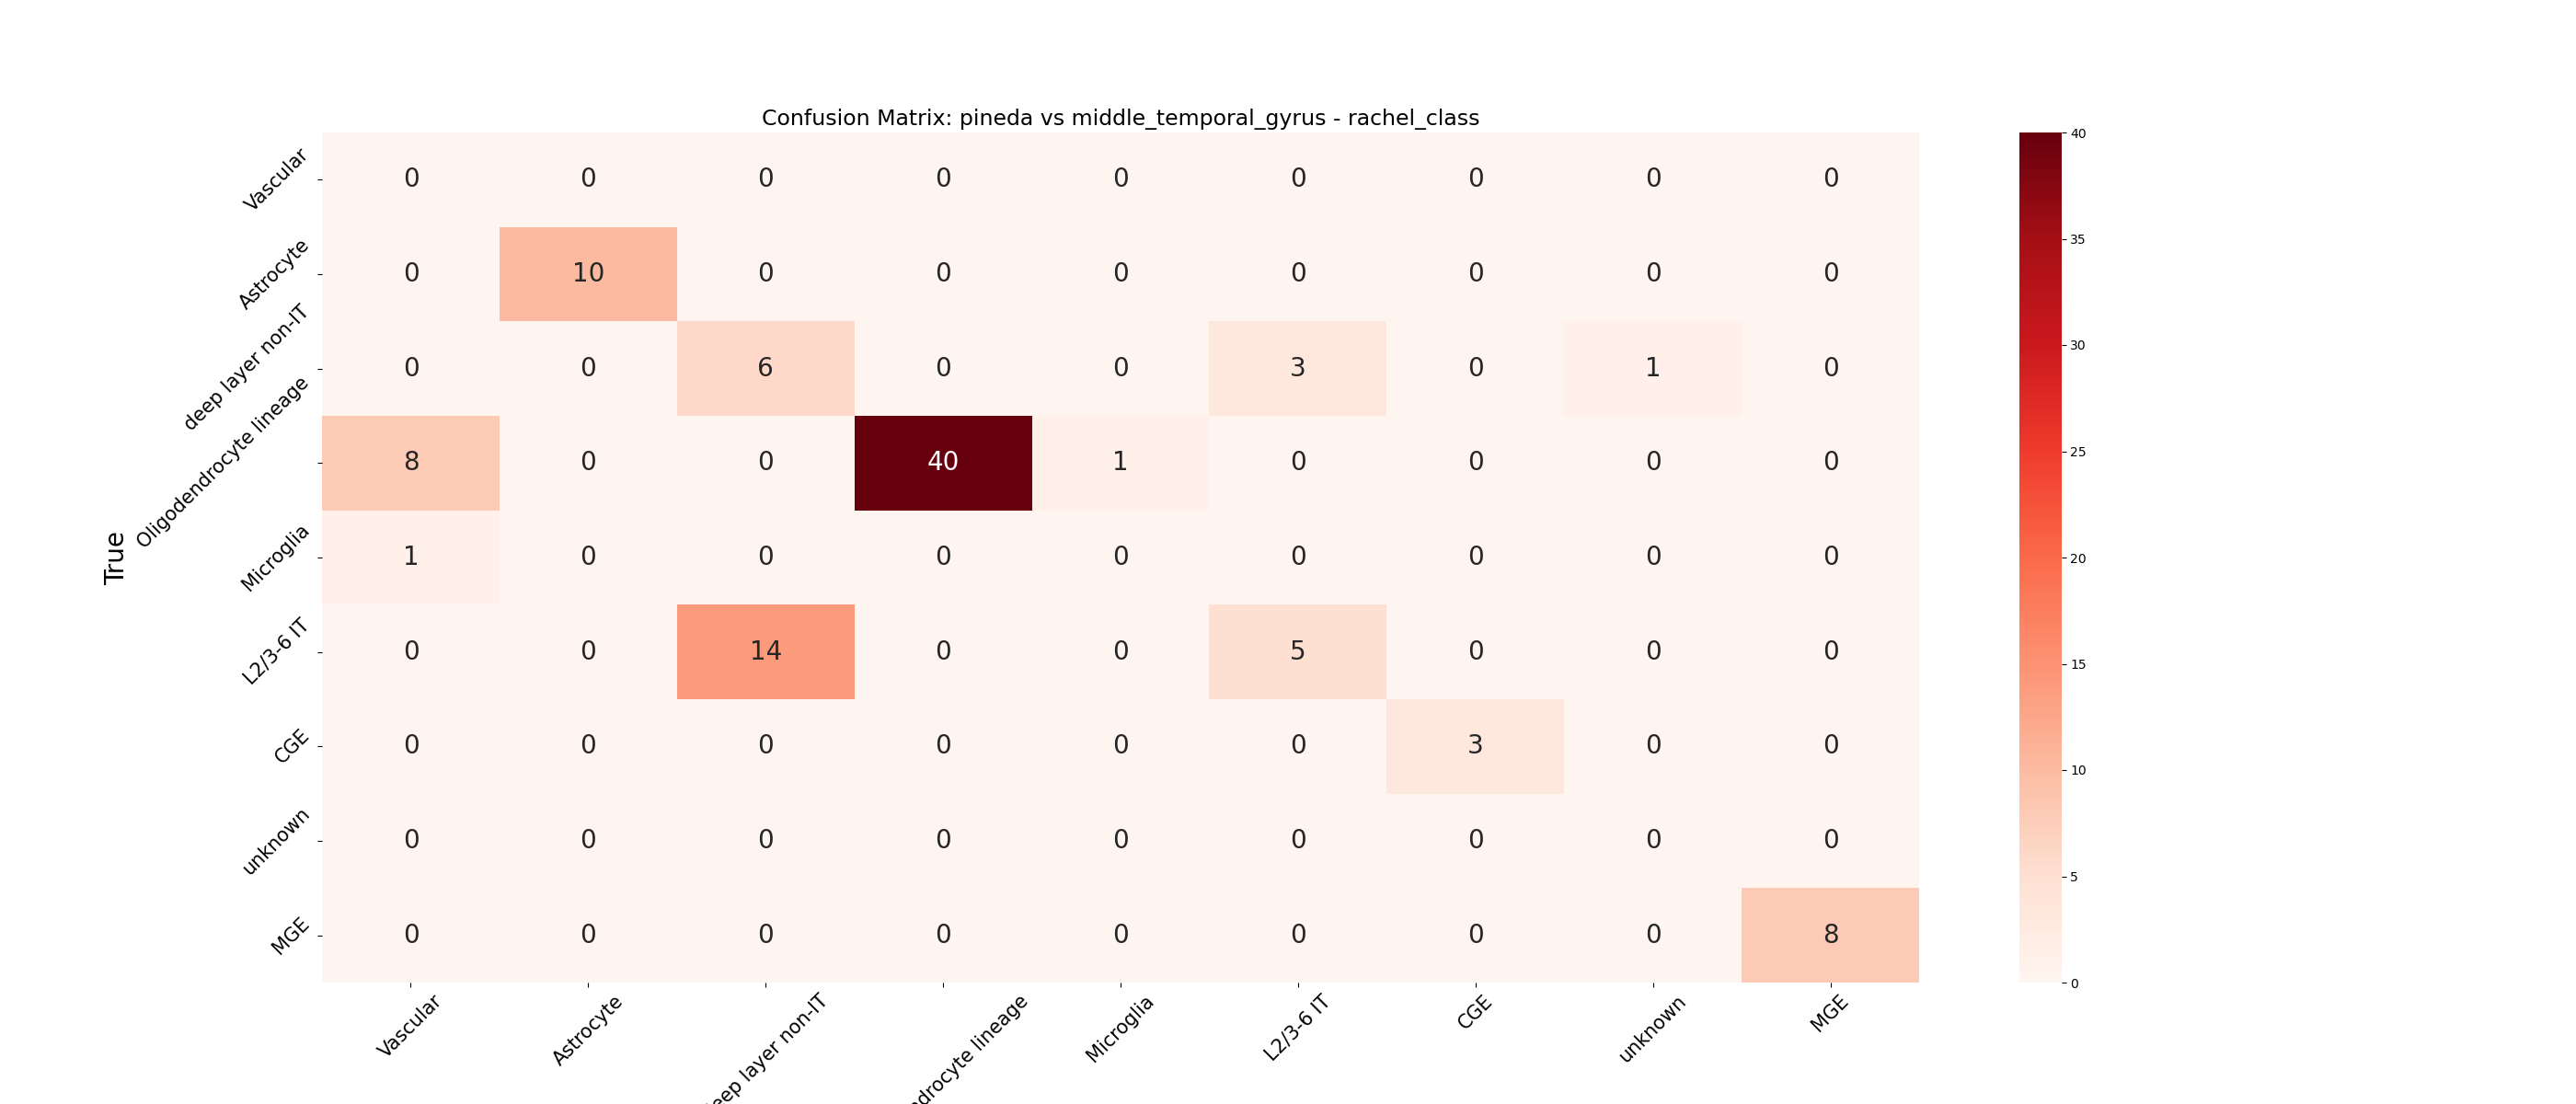 Confusion Matrix: pineda vs middle_temporal_gyrus - rachel_class
True
Vascular 0 0 0 0 0 0 0 0 0
Astrocyte 0 10 0 0 0 0 0 0 0
deep layer non-IT 0 0 6 0 0 3 0 1 0
Oligodendrocyte lineage 8 0 0 40 1 0 0 0 0
Microglia 1 0 0 0 0 0 0 0 0
L2/3-6 IT 0 0 14 0 0 5 0 0 0
CGE 0 0 0 0 0 0 3 0 0
unknown 0 0 0 0 0 0 0 0 0
MGE 0 0 0 0 0 0 0 0 8
Vascular Astrocyte layer non-IT lineage Microglia L2/3-6 IT CGE unknown MGE
40
35
30
25
20
15
10
5
0